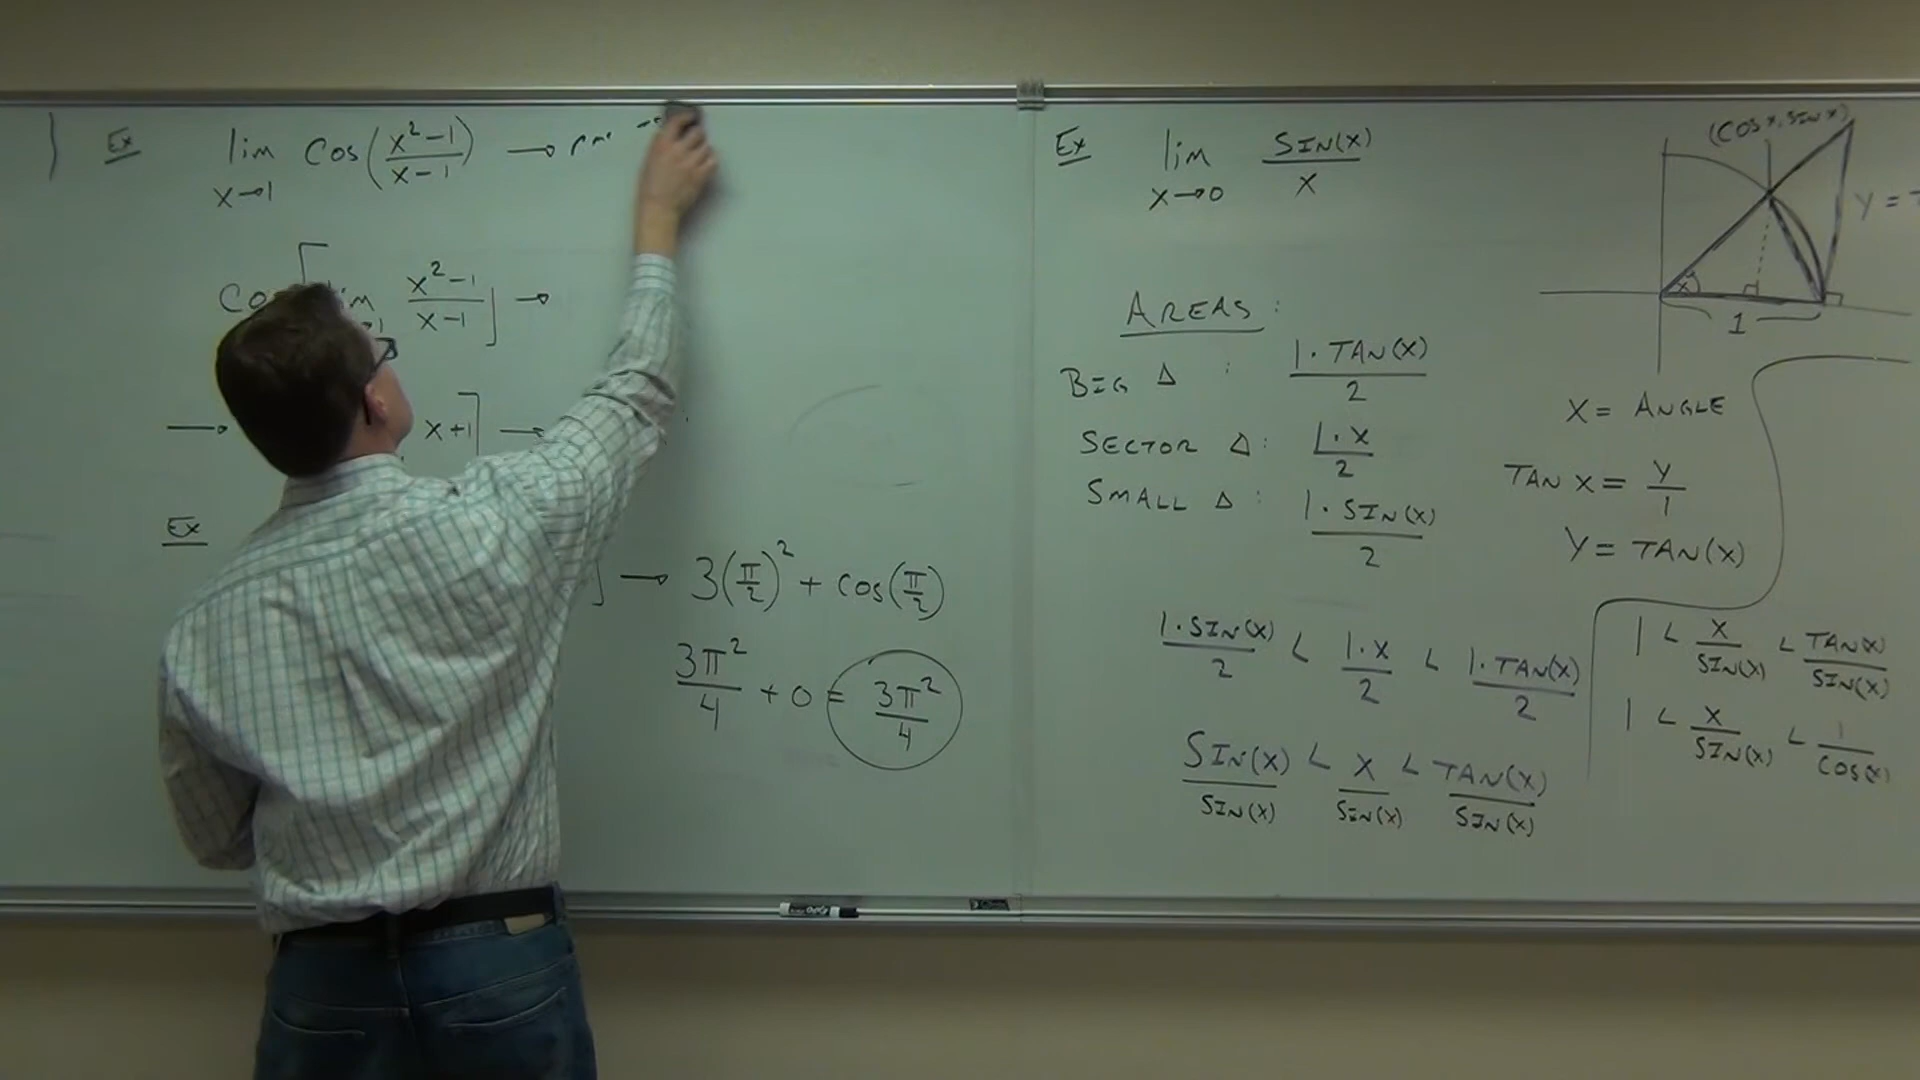 Ex lim cos(x²-1/x-1) →
x→1
x²-1/x-1] →
→ x+1] →
Ex
→ 3(π/2)² + cos(π/2)
3π²/4 + 0 = 3π²/4
Ex lim SIN(x)/x
x→0
AREAS:
BIG Δ : 1·TAN(x)/2
SECTOR Δ: 1·x/2
SMALL Δ: 1·SIN(x)/2
1·SIN(x)/2 < 1·x/2 < 1·TAN(x)/2
SIN(x)/SIN(x) < x/SIN(x) < TAN(x)/SIN(x)
(cos x, sin x)
Y =
x
1
X = ANGLE
TAN X = Y/1
Y = TAN(x)
1 < x/SIN(x) < TAN(x)/SIN(x)
1 < x/SIN(x) < 1/COS(x)